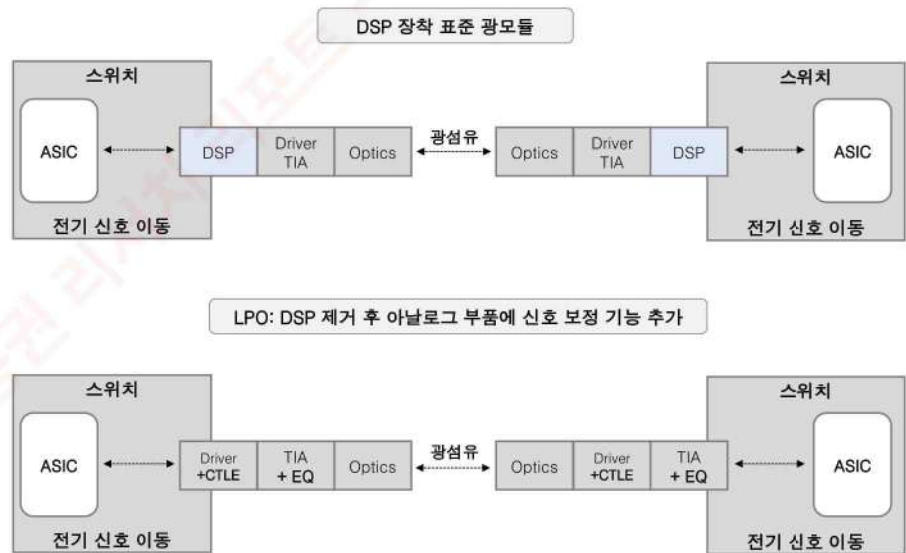 DSP 장착 표준 광모듈
스위치
스위치
ASIC
DSP
Driver
TIA
Optics
광섬유
Optics
Driver
TIA
DSP
ASIC
전기 신호 이동
전기 신호 이동
LPO: DSP 제거 후 아날로그 부품에 신호 보정 기능 추가
스위치
스위치
ASIC
Driver
+CTLE
TIA
+ EQ
Optics
광섬유
Optics
Driver
+CTLE
TIA
+ EQ
ASIC
전기 신호 이동
전기 신호 이동